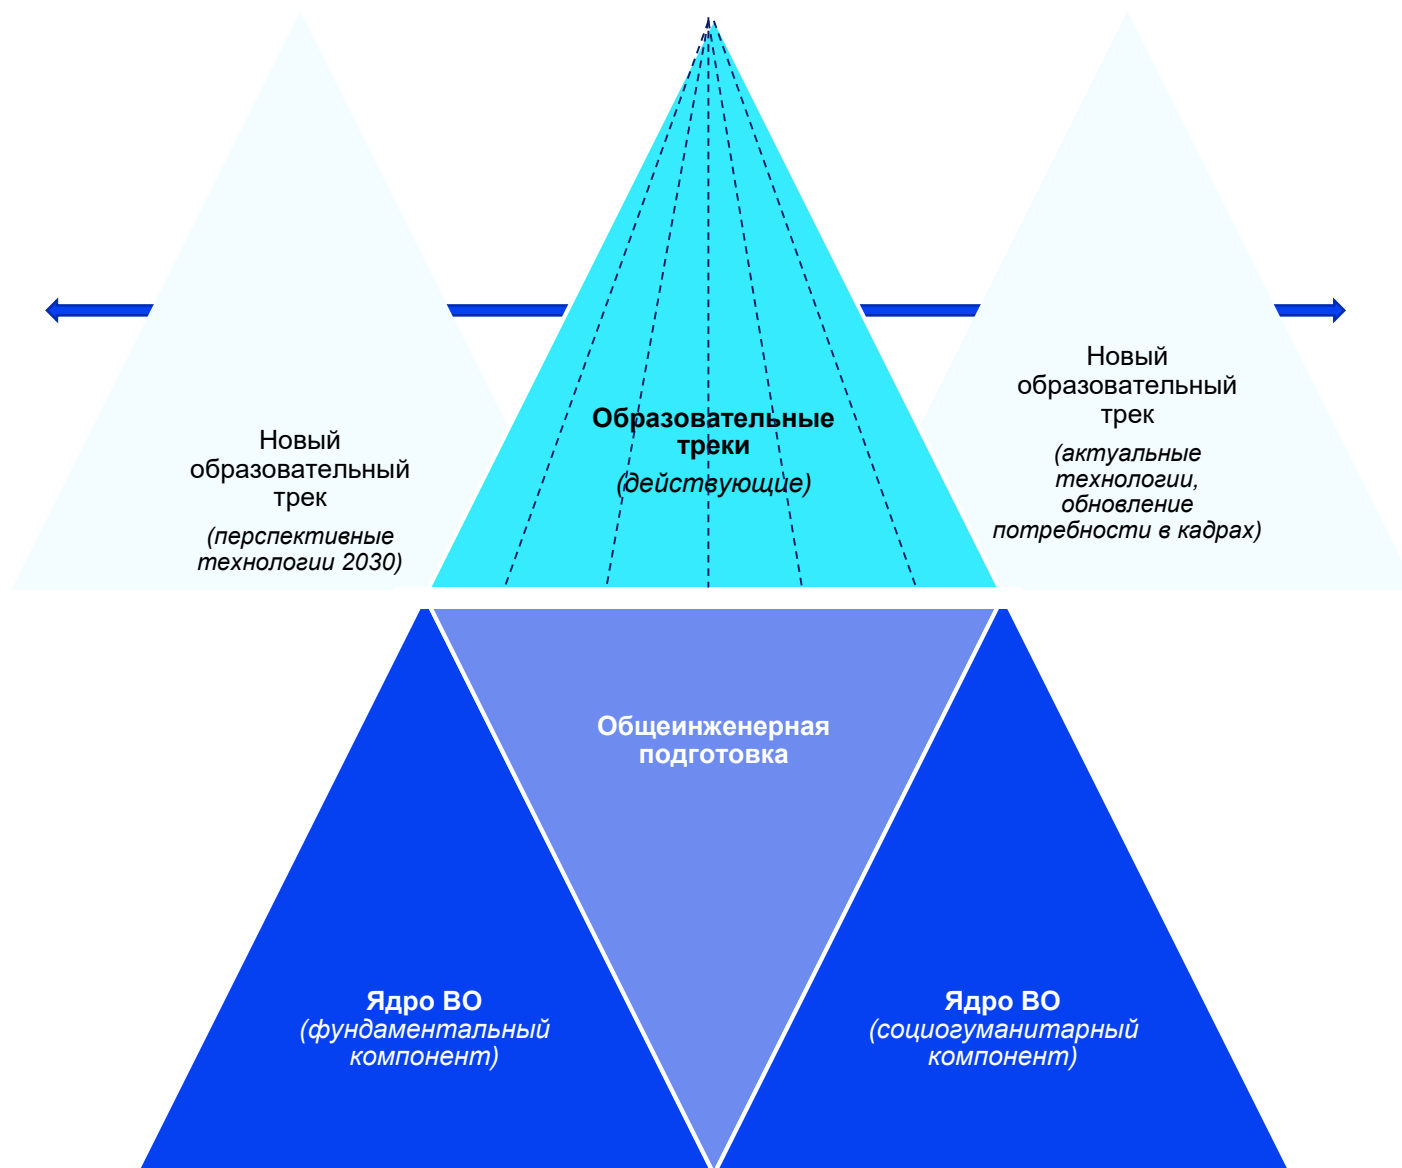 Новый
образовательный
трек
(перспективные
технологии 2030)
Образовательные
треки
(действующие)
Новый
образовательный
трек
(актуальные
технологии,
обновление
потребности в кадрах)
Общеинженерная
подготовка
Ядро ВО
(фундаментальный
компонент)
Ядро ВО
(социогуманитарный
компонент)